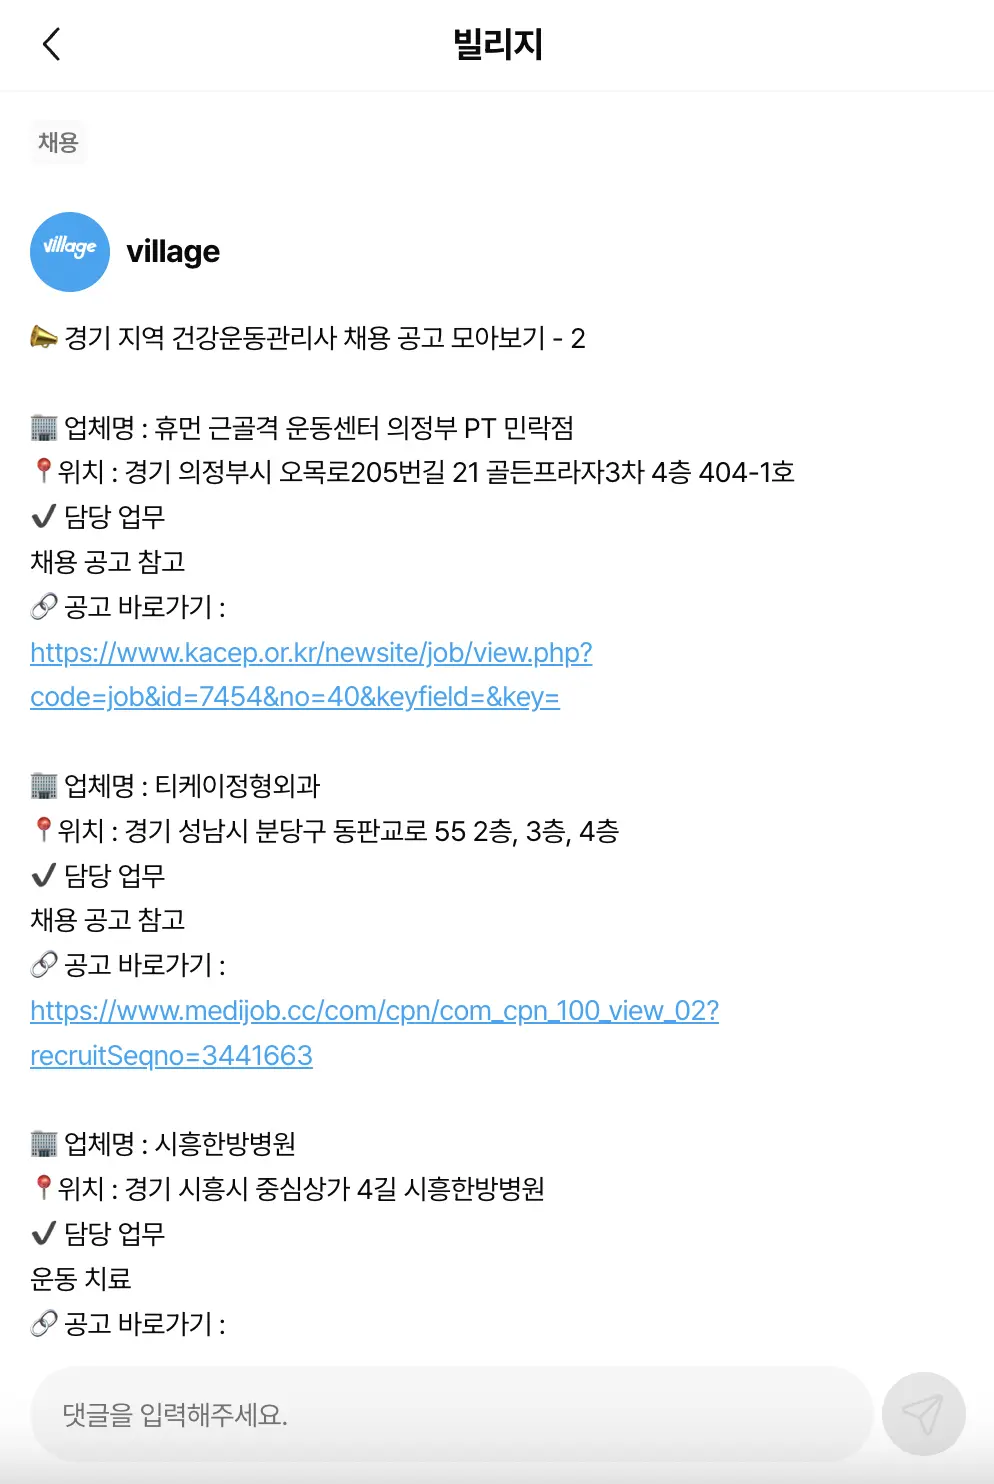 빌리지
채용
village
village
📣 경기 지역 건강운동관리사 채용 공고 모아보기 - 2
🏢 업체명 : 휴먼 근골격 운동센터 의정부 PT 민락점
📍위치 : 경기 의정부시 오목로205번길 21 골든프라자3차 4층 404-1호
✔️ 담당 업무
채용 공고 참고
🔗 공고 바로가기 :
https://www.kacep.or.kr/newsite/job/view.php?
code=job&id=7454&no=40&keyfield=&key=
🏢 업체명 : 티케이정형외과
📍위치 : 경기 성남시 분당구 동판교로 55 2층, 3층, 4층
✔️ 담당 업무
채용 공고 참고
🔗 공고 바로가기 :
https://www.medijob.cc/com/cpn/com_cpn_100_view_02?
recruitSeqno=3441663
🏢 업체명 : 시흥한방병원
📍위치 : 경기 시흥시 중심상가 4길 시흥한방병원
✔️ 담당 업무
운동 치료
🔗 공고 바로가기 :
댓글을 입력해주세요.